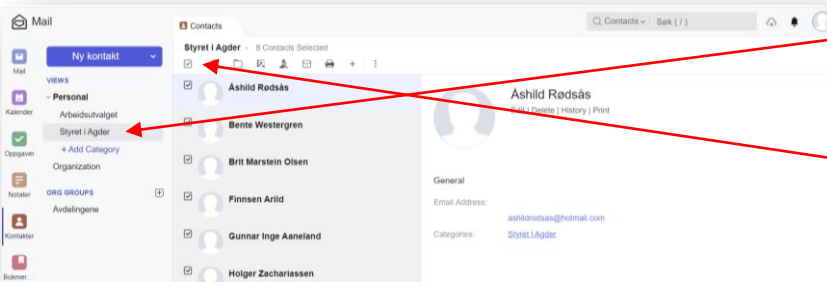 Mail
Contacts
Contacts
Søk ( / )
Ny kontakt
Styret i Agder - 8 Contacts Selected
Mail
VIEWS
Personal
Kalender
Arbeidsutvalget
Styret i Agder
+ Add Category
Oppgaver
Organization
Notater
ORG GROUPS
Avdelingene
Kontakter
Bokmer...
Åshild Rødsås
Bente Westergren
Brit Marstein Olsen
Finnsen Arild
Gunnar Inge Aaneland
Holger Zachariassen
Åshild Rødsås
Edit | Delete | History | Print
General
Email Address:
ashildrodsas@hotmail.com
Categories:
Styret i Agder